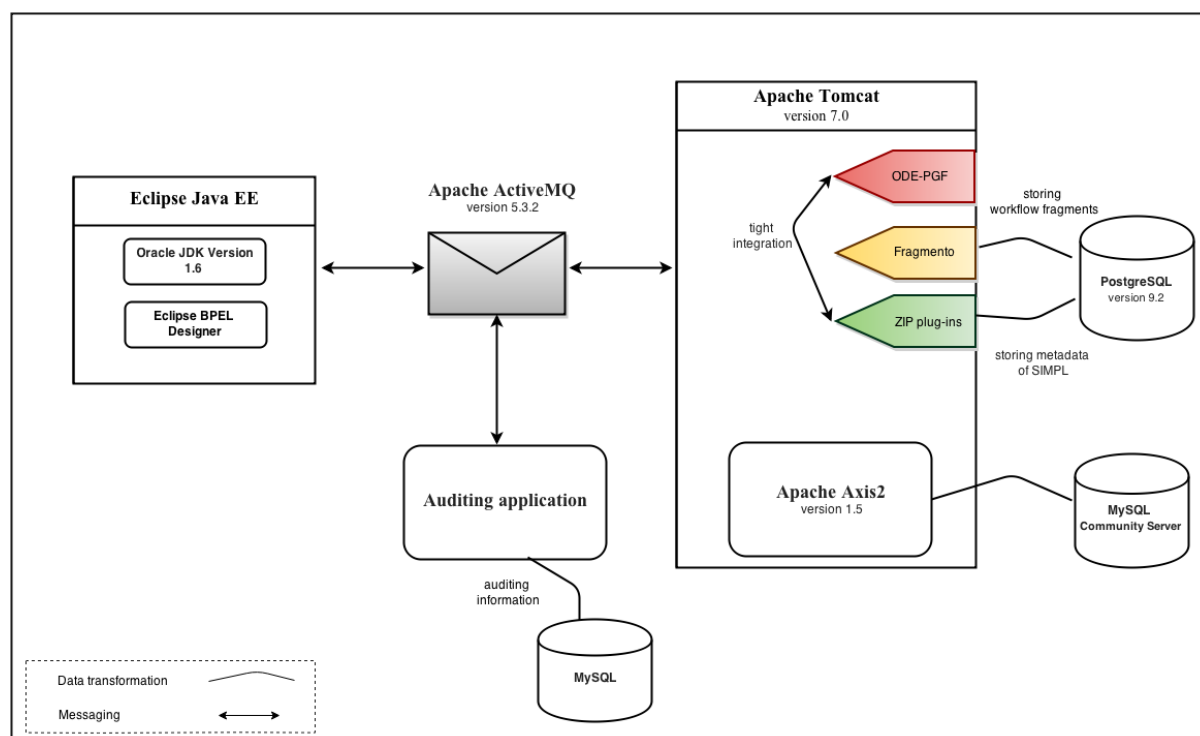 Apache Tomcat
version 7.0
ODE-PGF
storing
workflow fragments
Eclipse Java EE
Apache ActiveMQ
version 5.3.2
tight
integration
Oracle JDK Version
1.6
Fragmento
PostgreSQL
version 9.2
Eclipse BPEL
Designer
ZIP plug-ins
storing metadata
of SIMPL
Auditing application
Apache Axis2
version 1.5
MySQL
Community Server
auditing
information
MySQL
Data transformation
Messaging